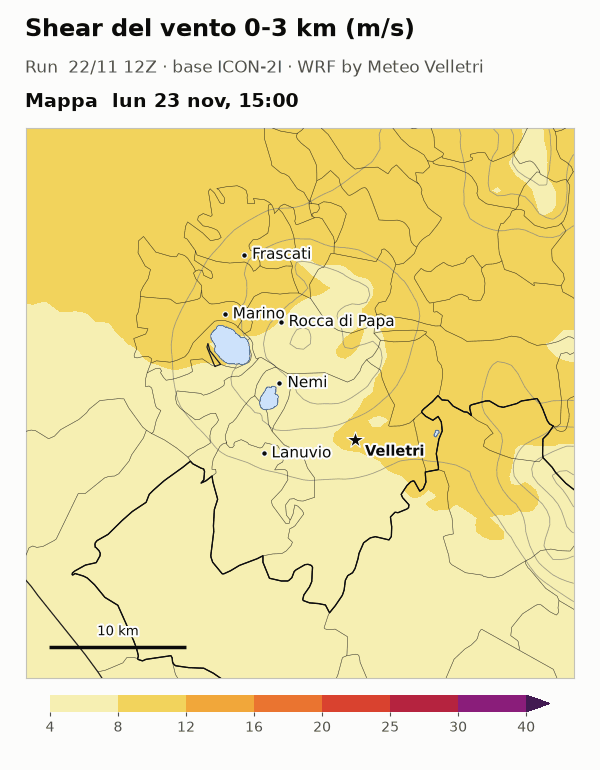 Shear del vento 0-3 km (m/s)
Run  22/11 12Z · base ICON-2I · WRF by Meteo Velletri
Mappa  lun 23 nov, 15:00
Frascati
Marino
Rocca di Papa
Nemi
Velletri
Lanuvio
10 km
4 8 12 16 20 25 30 40